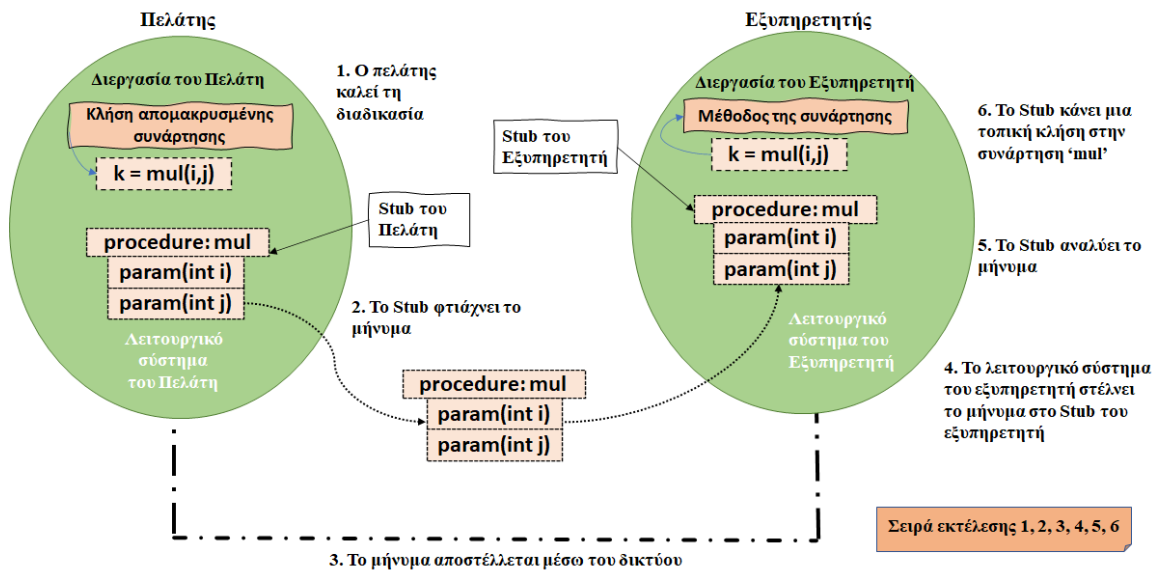 Πελάτης
Διεργασία του Πελάτη
Κλήση απομακρυσμένης
συνάρτησης
k = mul(i,j)
procedure: mul
param(int i)
param(int j)
Λειτουργικό
σύστημα
του Πελάτη
1. Ο πελάτης
καλεί τη
διαδικασία
Stub του
Πελάτη
2. Το Stub φτιάχνει το
μήνυμα
procedure: mul
param(int i)
param(int j)
3. Το μήνυμα αποστέλλεται μέσω του δικτύου
Εξυπηρετητής
Διεργασία του Εξυπηρετητή
Μέθοδος της συνάρτησης
k = mul(i,j)
Stub του
Εξυπηρετητή
procedure: mul
param(int i)
param(int j)
Λειτουργικό
σύστημα του
Εξυπηρετητή
6. Το Stub κάνει μια
τοπική κλήση στην
συνάρτηση ‘mul’
5. Το Stub αναλύει το
μήνυμα
4. Το λειτουργικό σύστημα
του εξυπηρετητή στέλνει
το μήνυμα στο Stub του
εξυπηρετητή
Σειρά εκτέλεσης 1, 2, 3, 4, 5, 6